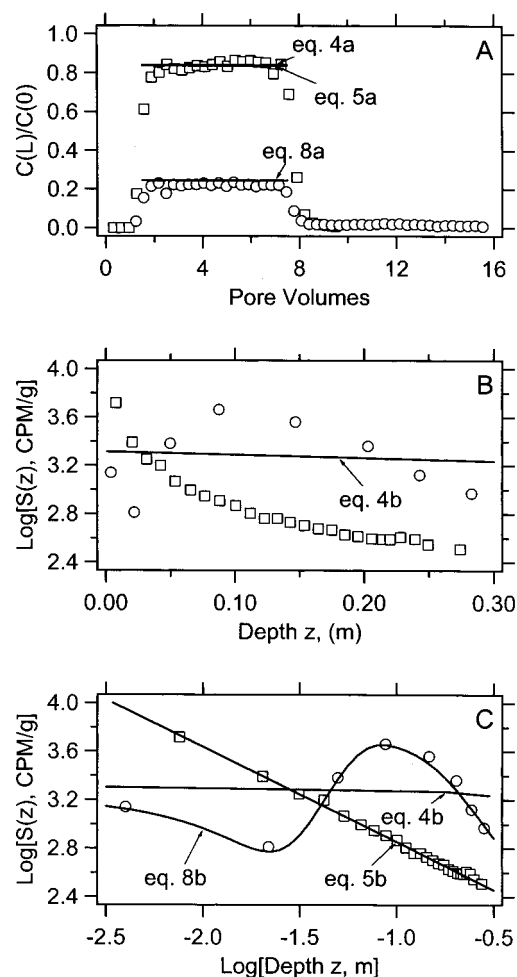 A
C(L)/C(0)
1.0
0.8
0.6
0.4
0.2
0.0
eq. 4a
eq. 5a
eq. 8a
0 4 8 12 16
Pore Volumes
B
Log[S(z), CPM/g]
4.0
3.6
3.2
2.8
2.4
eq. 4b
0.00 0.10 0.20 0.30
Depth z, (m)
C
Log[S(z), CPM/g]
4.0
3.6
3.2
2.8
2.4
eq. 4b
eq. 8b
eq. 5b
-2.5 -2.0 -1.5 -1.0 -0.5
Log[Depth z, m]